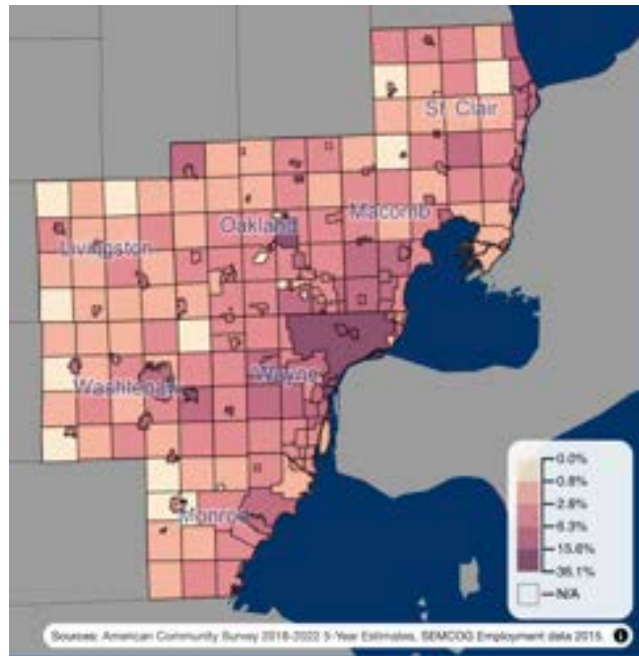 St. Clair
Oakland
Macomb
Livingston
Washtenaw
Wayne
Monroe
0.0%
0.8%
2.8%
6.3%
15.6%
36.1%
N/A
Sources: American Community Survey 2018-2022 5-Year Estimates, SEMCOG Employment data 2015.